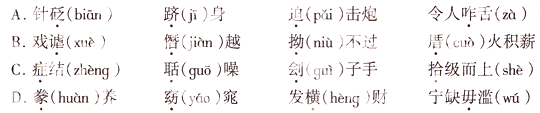 A. 针砭(biān) 跻(jī)身 迫(pǎi)击炮 令人咋舌(zà)
B. 戏谑(xuè) 僭(jiàn)越 拗(niù)不过 厝(cuò)火积薪
C. 症结(zhèng) 聒(guō)噪 刽(guì)子手 拾级而上(shè)
D. 豢(huàn)养 窈(yáo)窕 发横(hèng)财 宁缺毋滥(wú)